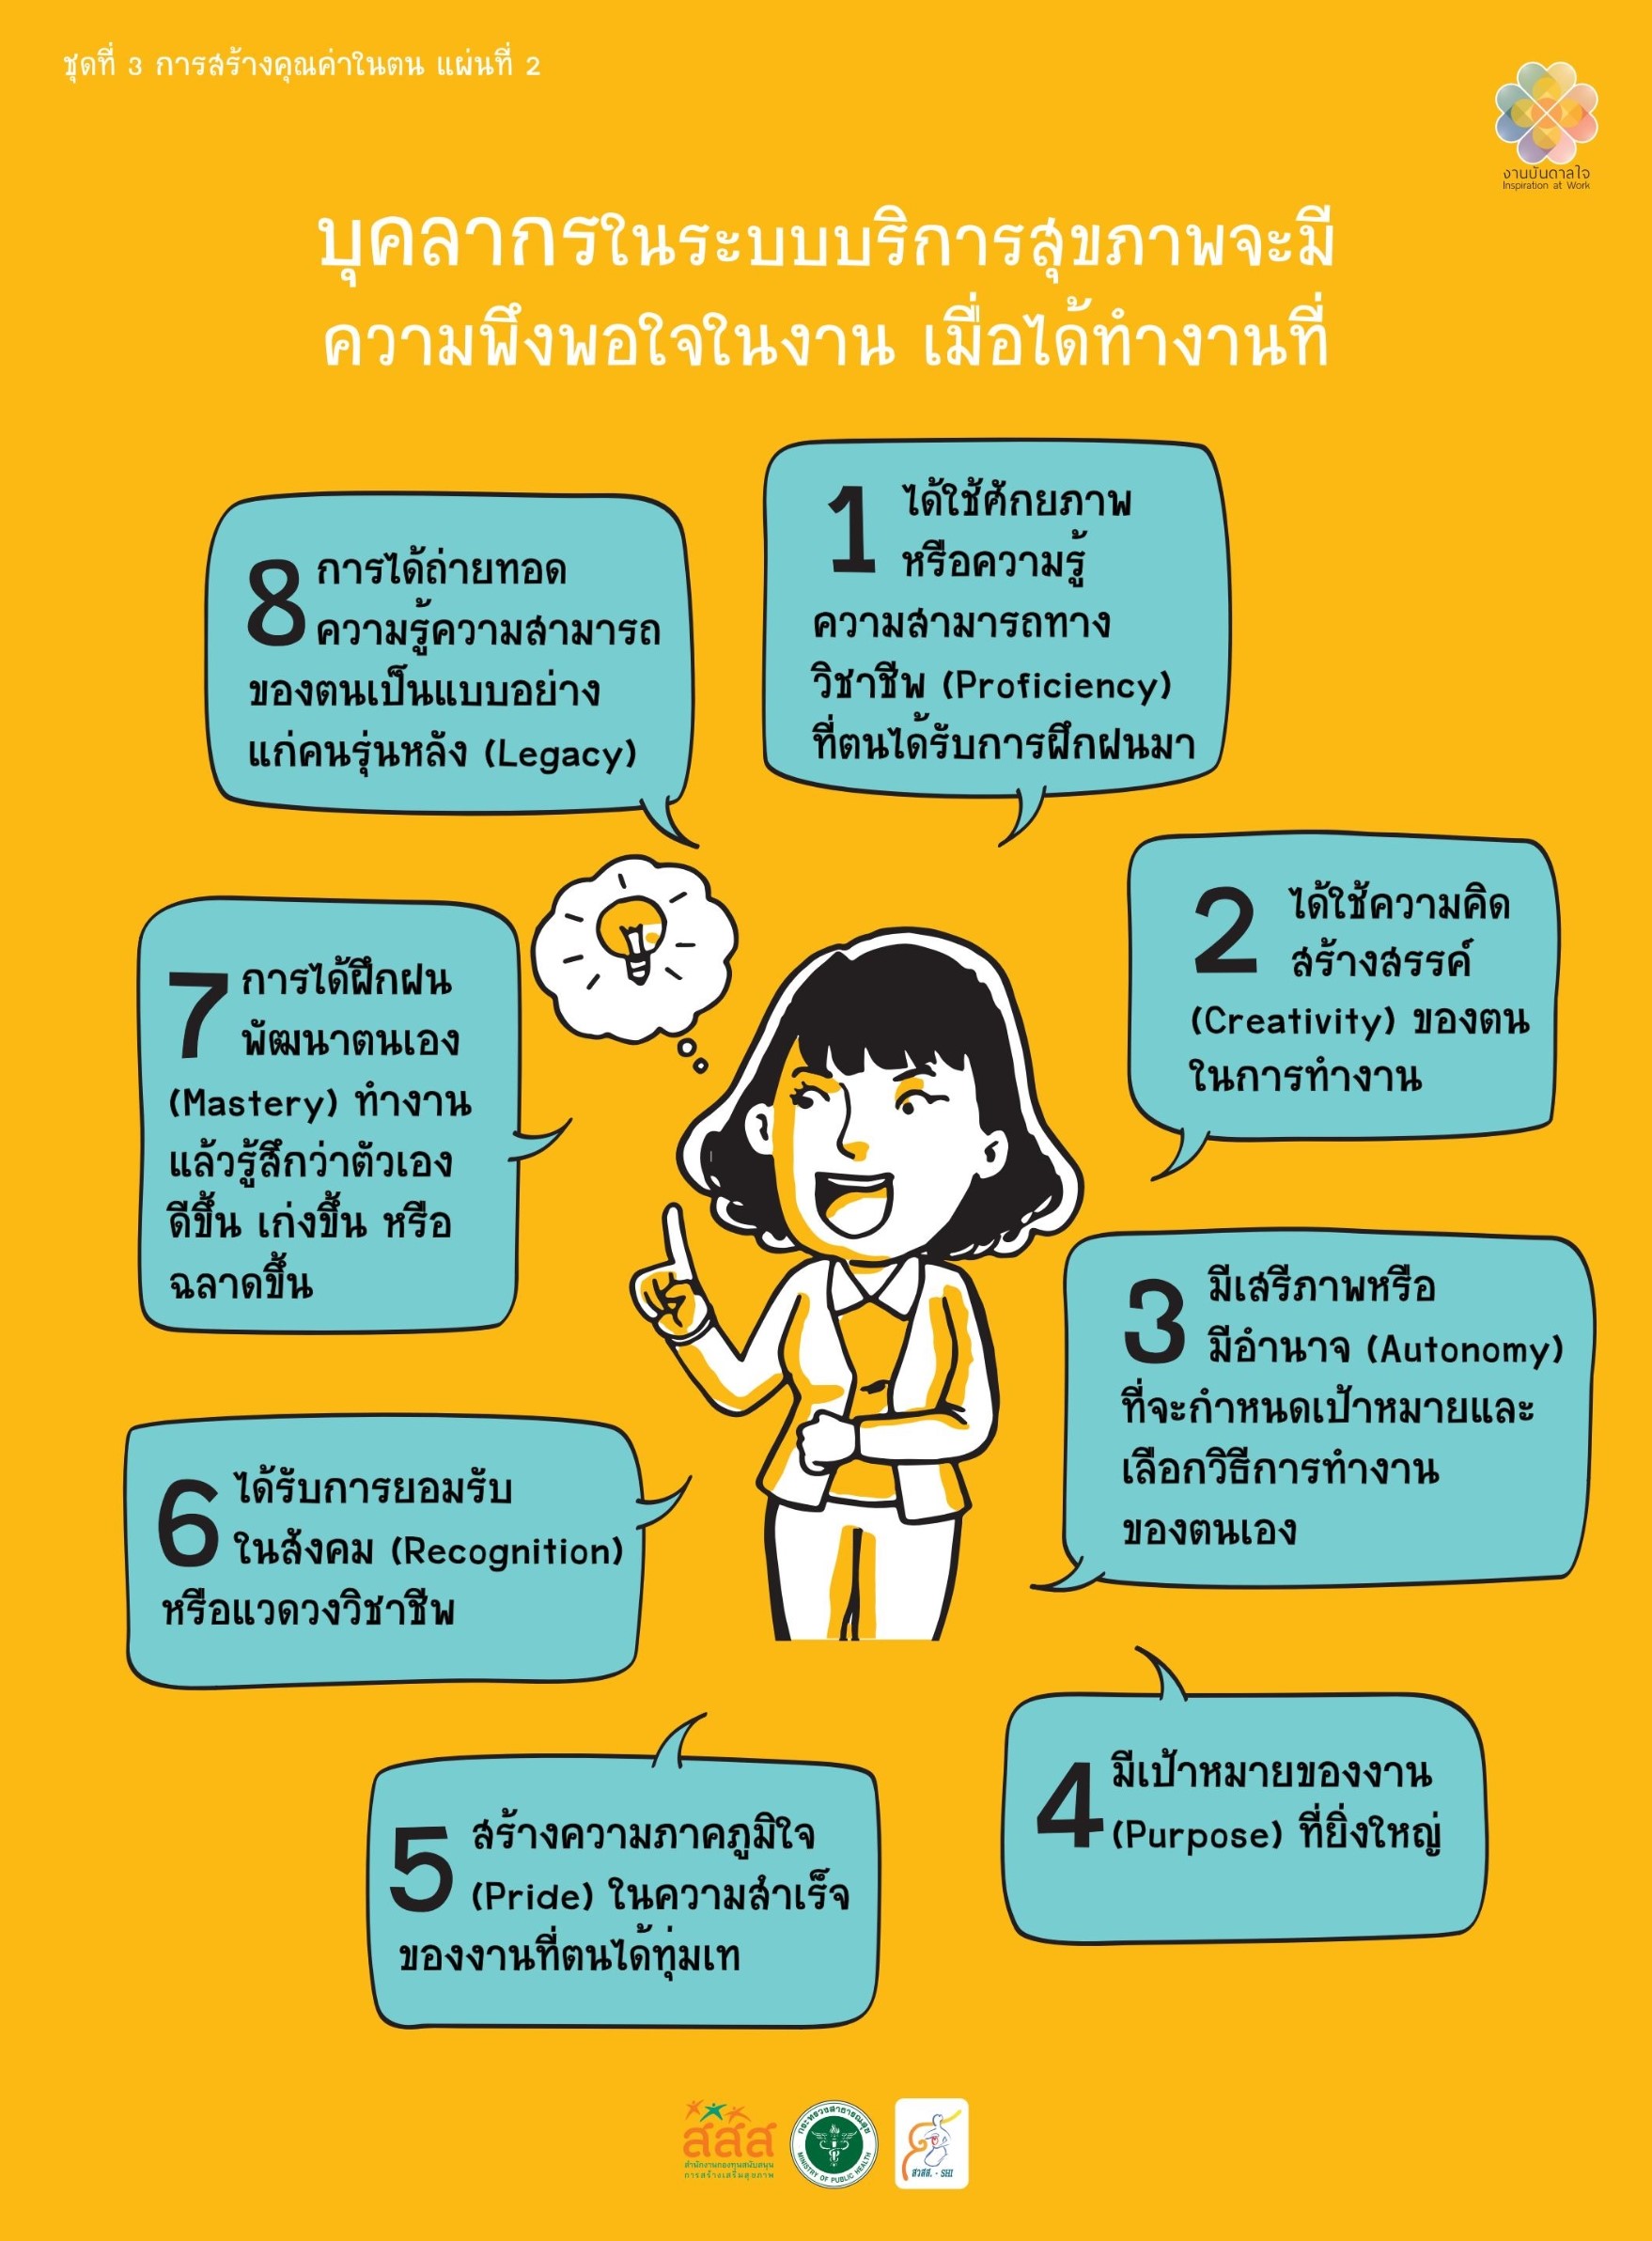 ชุดที่ 3 การสร้างคุณค่าในตน แผ่นที่ 2
งานบันดาลใจ
Inspiration at Work
บุคลากรในระบบบริการสุขภาพจะมี
ความพึงพอใจในงาน เมื่อได้ทำงานที่
1 ได้ใช้ศักยภาพ
หรือความรู้
ความสามารถทาง
วิชาชีพ (Proficiency)
ที่ตนได้รับการฝึกฝนมา
2 ได้ใช้ความคิด
สร้างสรรค์
(Creativity) ของตน
ในการทำงาน
3 มีเสรีภาพหรือ
มีอำนาจ (Autonomy)
ที่จะกำหนดเป้าหมายและ
เลือกวิธีการทำงาน
ของตนเอง
4 มีเป้าหมายของงาน
(Purpose) ที่ยิ่งใหญ่
5 สร้างความภาคภูมิใจ
(Pride) ในความสำเร็จ
ของงานที่ตนได้ทุ่มเท
6 ได้รับการยอมรับ
ในสังคม (Recognition)
หรือแวดวงวิชาชีพ
7 การได้ฝึกฝน
พัฒนาตนเอง
(Mastery) ทำงาน
แล้วรู้สึกว่าตัวเอง
ดีขึ้น เก่งขึ้น หรือ
ฉลาดขึ้น
8 การได้ถ่ายทอด
ความรู้ความสามารถ
ของตนเป็นแบบอย่าง
แก่คนรุ่นหลัง (Legacy)
สสส
สำนักงานกองทุนสนับสนุน
การสร้างเสริมสุขภาพ
กระทรวงสาธารณสุข
MINISTRY OF PUBLIC HEALTH
สวสส. - SHI